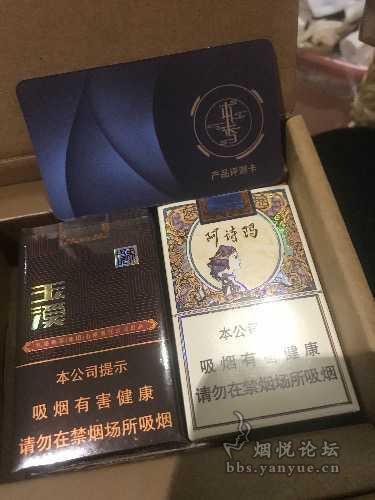 产品评测卡
玉溪
本公司提示
吸烟有害健康
请勿在禁烟场所吸烟
阿诗玛
本公司
吸烟有害健康
请勿在禁烟场所吸烟
烟悦论坛
bbs.yanyue.cn